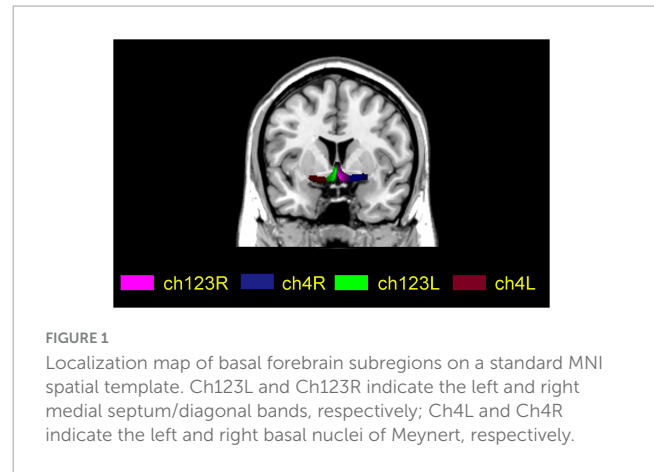 ch123R ch4R ch123L ch4L
FIGURE 1
Localization map of basal forebrain subregions on a standard MNI
spatial template. Ch123L and Ch123R indicate the left and right
medial septum/diagonal bands, respectively; Ch4L and Ch4R
indicate the left and right basal nuclei of Meynert, respectively.